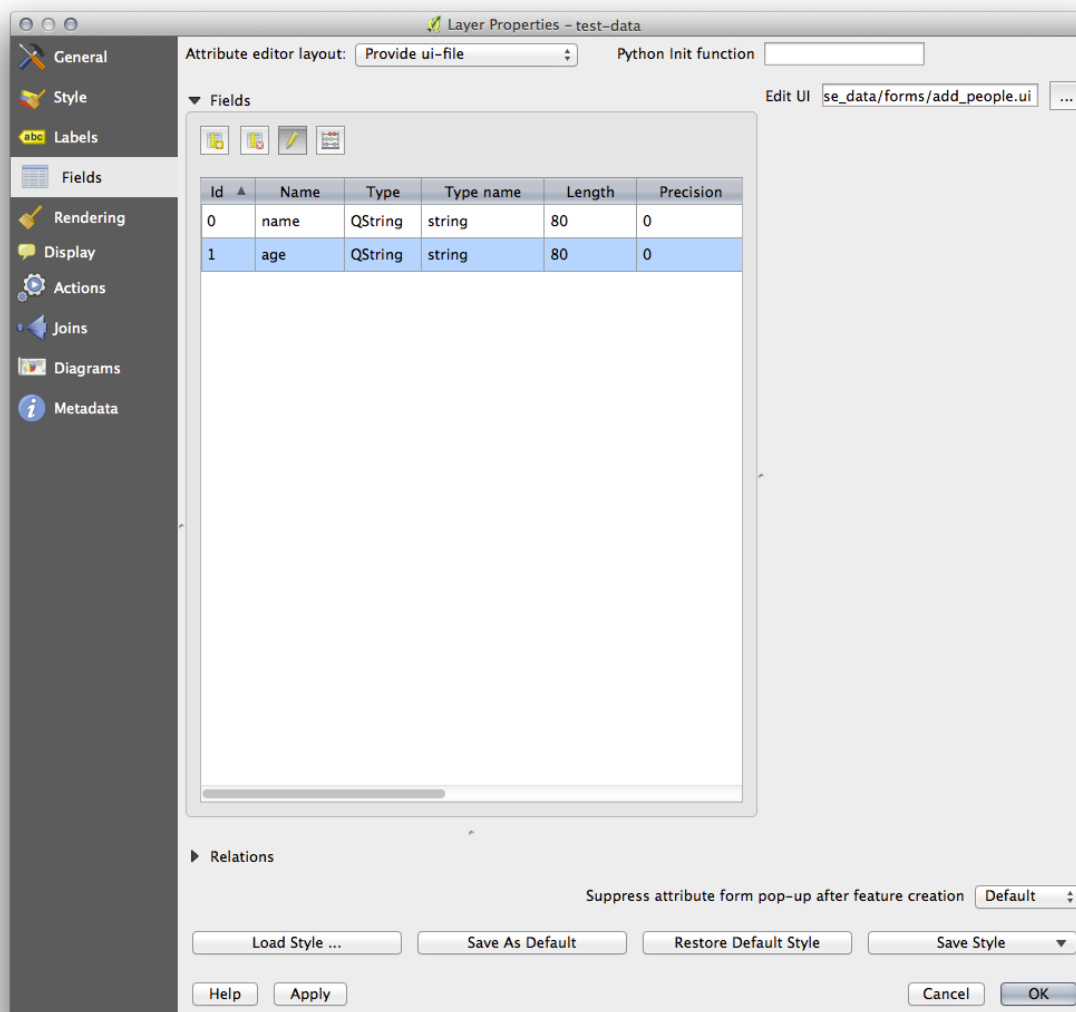 Layer Properties – test-data
General
Style
abc Labels
Fields
Rendering
Display
Actions
Joins
Diagrams
i Metadata
Attribute editor layout: Provide ui-file Python Init function
Fields
Edit UI se_data/forms/add_people.ui ...
Id Name Type Type name Length Precision
0 name QString string 80 0
1 age QString string 80 0
Relations
Suppress attribute form pop-up after feature creation Default
Load Style ... Save As Default Restore Default Style Save Style
Help Apply Cancel OK